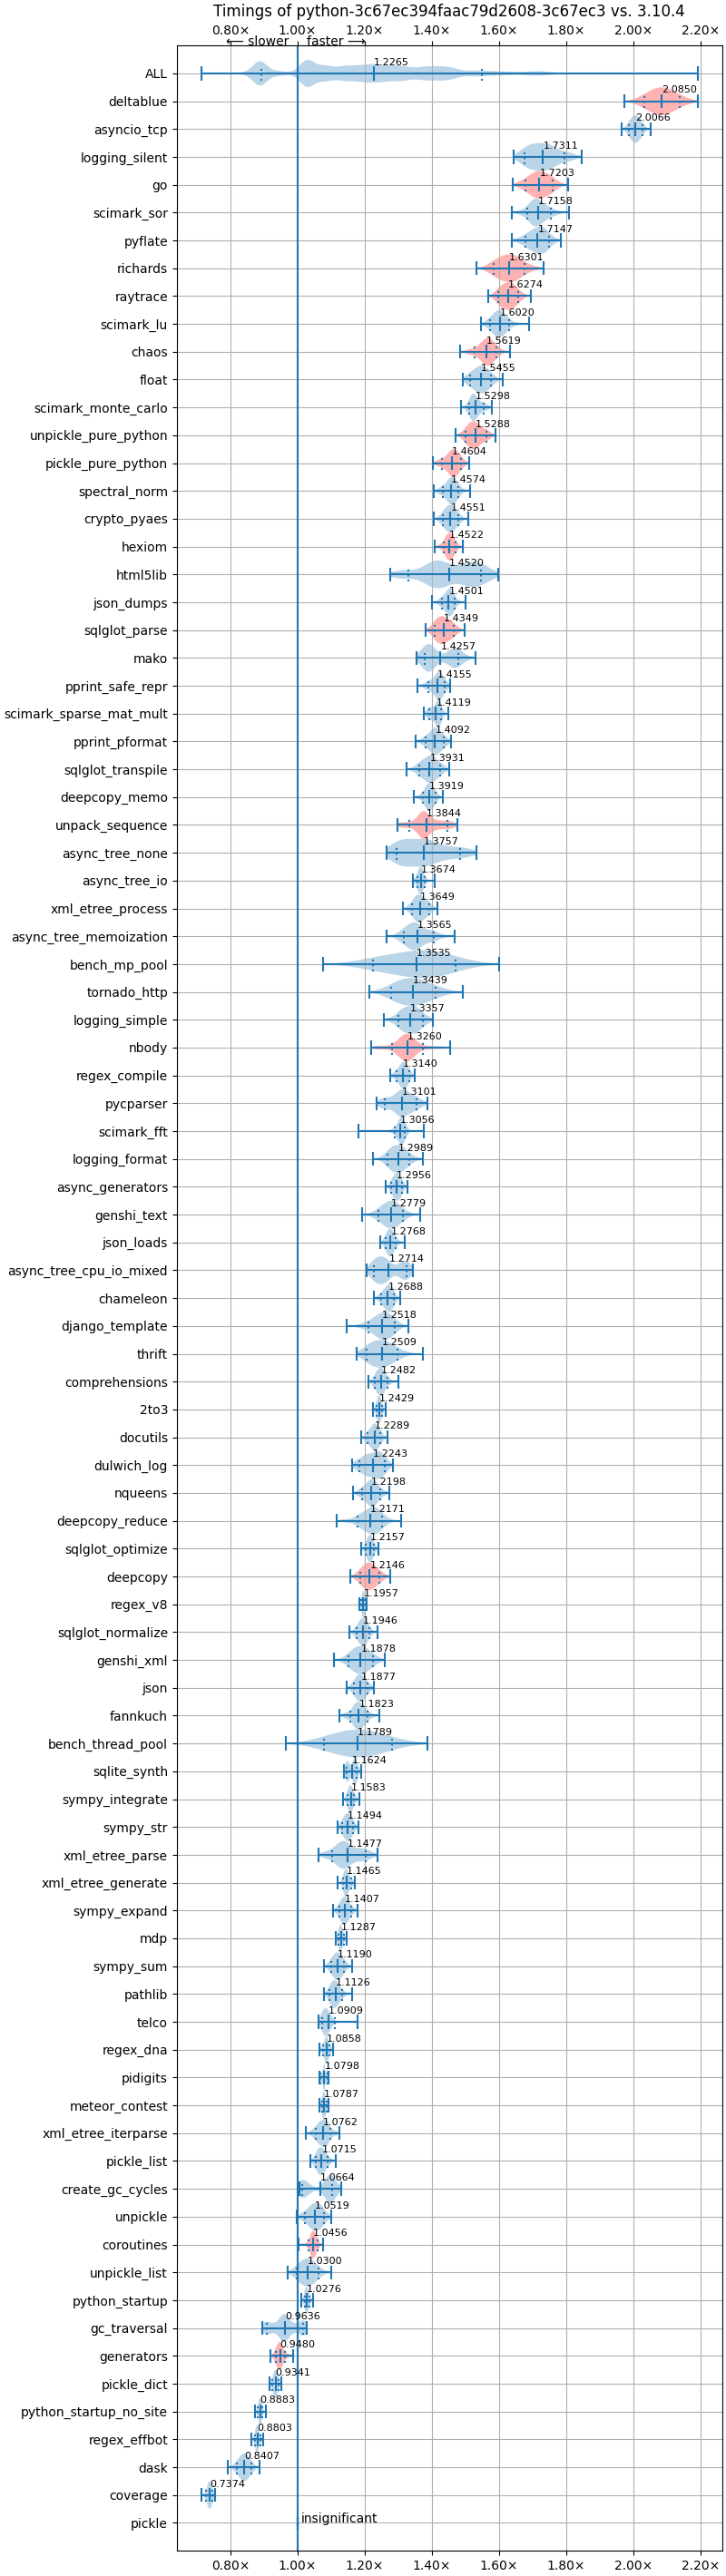 Timings of python-3c67ec394faac79d2608-3c67ec3 vs. 3.10.4
0.80× 1.00× 1.20× 1.40× 1.60× 1.80× 2.00× 2.20×
⟵ slower faster ⟶
ALL 1.2265
deltablue 2.0850
asyncio_tcp 2.0066
logging_silent 1.7311
go 1.7203
scimark_sor 1.7158
pyflate 1.7147
richards 1.6301
raytrace 1.6274
scimark_lu 1.6020
chaos 1.5619
float 1.5455
scimark_monte_carlo 1.5298
unpickle_pure_python 1.5288
pickle_pure_python 1.4604
spectral_norm 1.4574
crypto_pyaes 1.4551
hexiom 1.4522
html5lib 1.4520
json_dumps 1.4501
sqlglot_parse 1.4349
mako 1.4257
pprint_safe_repr 1.4155
scimark_sparse_mat_mult 1.4119
pprint_pformat 1.4092
sqlglot_transpile 1.3931
deepcopy_memo 1.3919
unpack_sequence 1.3844
async_tree_none 1.3757
async_tree_io 1.3674
xml_etree_process 1.3649
async_tree_memoization 1.3565
bench_mp_pool 1.3535
tornado_http 1.3439
logging_simple 1.3357
nbody 1.3260
regex_compile 1.3140
pycparser 1.3101
scimark_fft 1.3056
logging_format 1.2989
async_generators 1.2956
genshi_text 1.2779
json_loads 1.2768
async_tree_cpu_io_mixed 1.2714
chameleon 1.2688
django_template 1.2518
thrift 1.2509
comprehensions 1.2482
2to3 1.2429
docutils 1.2289
dulwich_log 1.2243
nqueens 1.2198
deepcopy_reduce 1.2171
sqlglot_optimize 1.2157
deepcopy 1.2146
regex_v8 1.1957
sqlglot_normalize 1.1946
genshi_xml 1.1878
json 1.1877
fannkuch 1.1823
bench_thread_pool 1.1789
sqlite_synth 1.1624
sympy_integrate 1.1583
sympy_str 1.1494
xml_etree_parse 1.1477
xml_etree_generate 1.1465
sympy_expand 1.1407
mdp 1.1287
sympy_sum 1.1190
pathlib 1.1126
telco 1.0909
regex_dna 1.0858
pidigits 1.0798
meteor_contest 1.0787
xml_etree_iterparse 1.0762
pickle_list 1.0715
create_gc_cycles 1.0664
unpickle 1.0519
coroutines 1.0456
unpickle_list 1.0300
python_startup 1.0276
gc_traversal 0.9636
generators 0.9480
pickle_dict 0.9341
python_startup_no_site 0.8883
regex_effbot 0.8803
dask 0.8407
coverage 0.7374
pickle insignificant
0.80× 1.00× 1.20× 1.40× 1.60× 1.80× 2.00× 2.20×